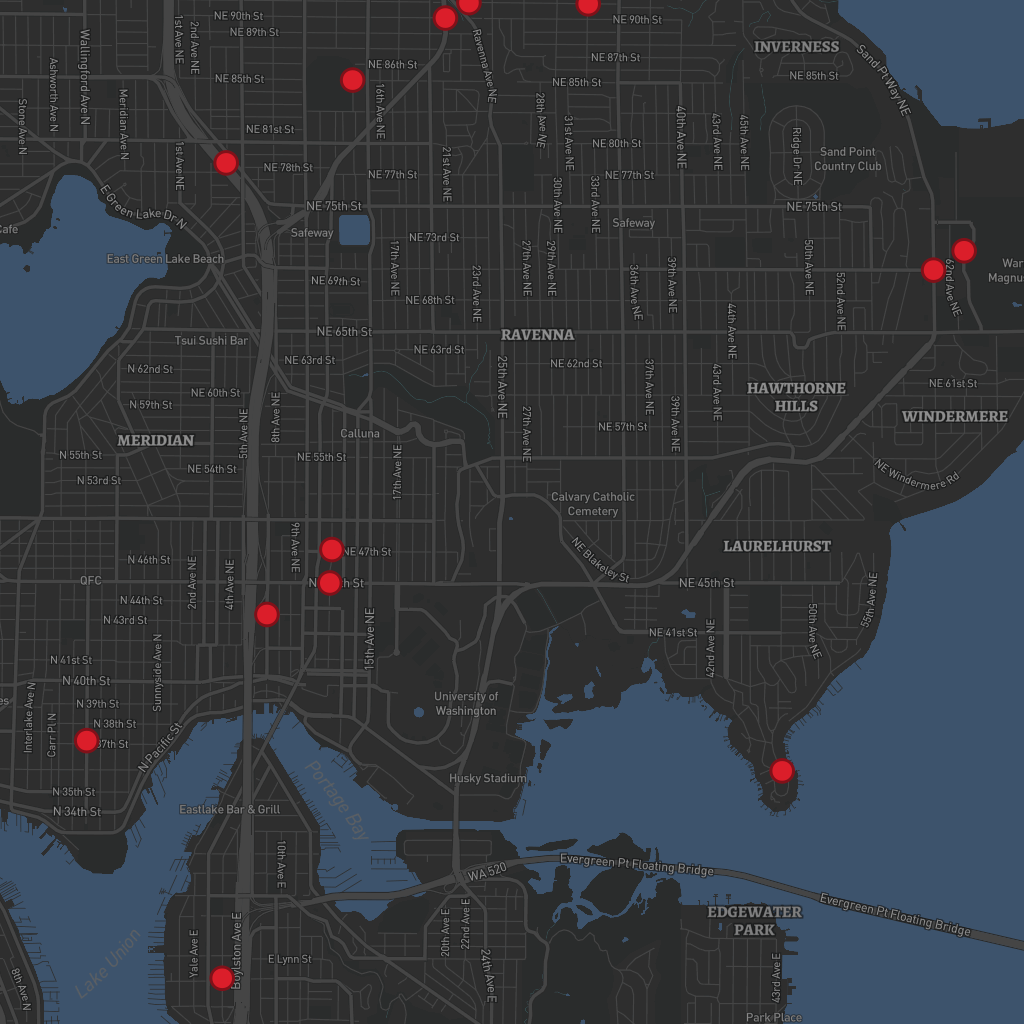 NE 90th St
NE 90th St
1st Ave NE
2nd Ave NE
NE 89th St
Wallingford Ave N
INVERNESS
Sand Pt Way NE
Ravenna Ave NE
NE 87th St
NE 86th St
Ashworth Ave N
NE 85th St
NE 85th St
NE 85th St
Stone Ave N
Meridian Ave N
16th Ave NE
28th Ave NE
31st Ave NE
40th Ave NE
43rd Ave NE
45th Ave NE
NE 81st St
NE 80th St
Ridge Dr NE
Sand Point
Country Club
1st Ave NE
NE 78th St
NE 77th St
21st Ave NE
NE 77th St
E Green Lake Dr N
30th Ave NE
33rd Ave NE
NE 75th St
NE 75th St
Cafe
Safeway
Safeway
NE 73rd St
East Green Lake Beach
17th Ave NE
27th Ave NE
29th Ave NE
50th Ave NE
NE 69th St
23rd Ave NE
36th Ave NE
39th Ave NE
52nd Ave NE
62nd Ave NE
War
Magnus
NE 68th St
44th Ave NE
NE 65th St
RAVENNA
Tsui Sushi Bar
NE 63rd St
NE 63rd St
NE 62nd St
N 62nd St
25th Ave NE
37th Ave NE
43rd Ave NE
HAWTHORNE
HILLS
NE 61st St
NE 60th St
N 59th St
8th Ave NE
5th Ave NE
27th Ave NE
39th Ave NE
WINDERMERE
MERIDIAN
Calluna
NE 57th St
N 55th St
NE 55th St
NE 54th St
N 53rd St
17th Ave NE
NE Windermere Rd
Calvary Catholic
Cemetery
9th Ave NE
NE 47th St
LAURELHURST
N 46th St
2nd Ave NE
4th Ave NE
NE Blakeley St
QFC
NE 45th St
N 44th St
N 43rd St
55th Ave NE
50th Ave NE
15th Ave NE
NE 41st St
42nd Ave NE
N 41st St
Sunnyside Ave N
N 40th St
Interlake Ave N
Carr Pl N
N 39th St
N 38th St
37th St
N Pacific St
University of
Washington
Portage Bay
Husky Stadium
N 35th St
N 34th St
Eastlake Bar & Grill
10th Ave E
WA 520
Evergreen Pt Floating Bridge
Evergreen Pt Floating Bridge
EDGEWATER
PARK
20th Ave E
22nd Ave E
24th Ave E
Lake Union
Yale Ave E
Boylston Ave E
E Lynn St
43rd Ave E
8th Ave N
Park Place